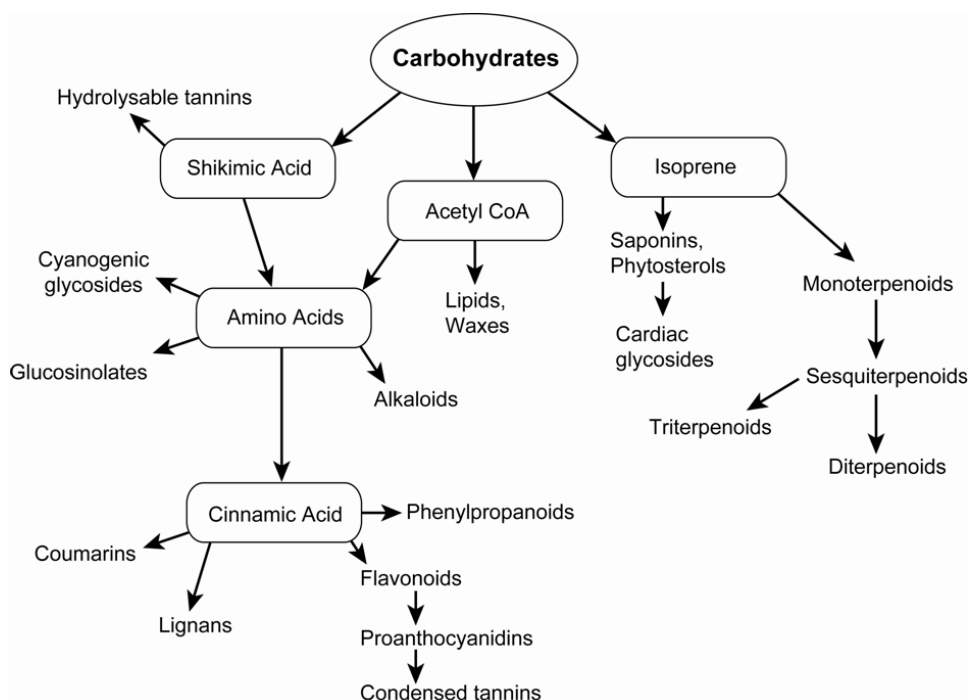 Carbohydrates
Hydrolysable tannins
Shikimic Acid
Isoprene
Acetyl CoA
Saponins,
Phytosterols
Cyanogenic
glycosides
Monoterpenoids
Lipids,
Waxes
Amino Acids
Cardiac
glycosides
Glucosinolates
Sesquiterpenoids
Alkaloids
Triterpenoids
Diterpenoids
Cinnamic Acid
Phenylpropanoids
Coumarins
Flavonoids
Lignans
Proanthocyanidins
Condensed tannins